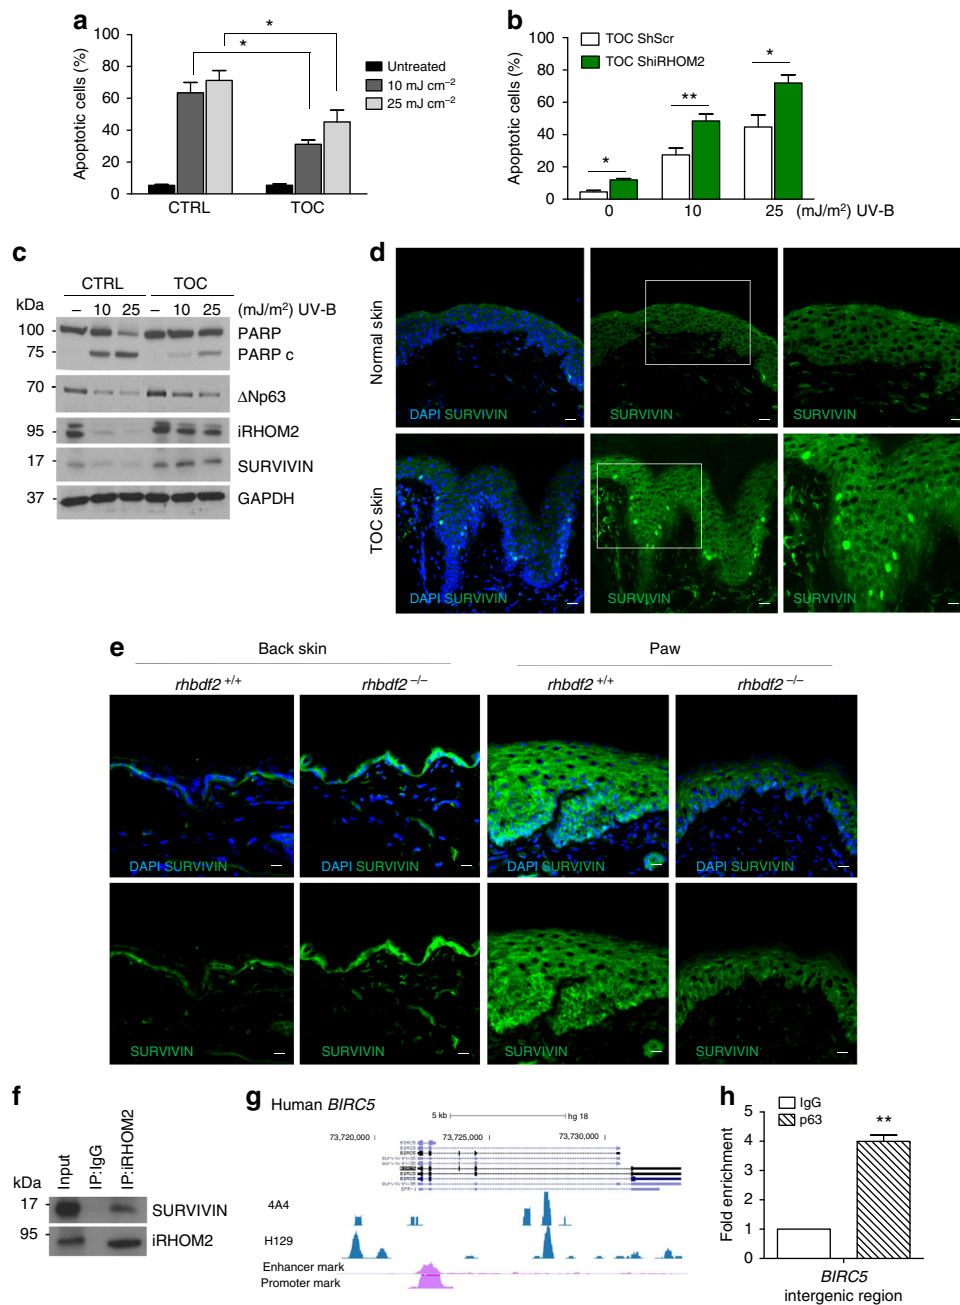 a
Apoptotic cells (%)
100
80
60
40
20
0
*
*
CTRL
TOC
Untreated
10 mJ cm⁻²
25 mJ cm⁻²
b
Apoptotic cells (%)
100
80
60
40
20
0
TOC ShScr
TOC ShiRHOM2
*
**
*
0
10
25
(mJ/m²) UV-B
c
CTRL
TOC
kDa
– 10 25 – 10 25 (mJ/m²) UV-B
100
PARP
75
PARP c
70
ΔNp63
95
iRHOM2
17
SURVIVIN
37
GAPDH
d
Normal skin
DAPI SURVIVIN
SURVIVIN
SURVIVIN
TOC skin
DAPI SURVIVIN
SURVIVIN
SURVIVIN
e
Back skin
Paw
rhbdf2 +/+
rhbdf2 –/–
rhbdf2 +/+
rhbdf2 –/–
DAPI SURVIVIN
DAPI SURVIVIN
DAPI SURVIVIN
DAPI SURVIVIN
SURVIVIN
SURVIVIN
SURVIVIN
SURVIVIN
f
Input
IP:IgG
IP:iRHOM2
kDa
17
SURVIVIN
95
iRHOM2
g
Human BIRC5
5 kb
hg 18
73,720,000
73,725,000
73,730,000
4A4
H129
Enhancer mark
Promoter mark
h
IgG
p63
Fold enrichment
5
4
3
2
1
0
**
BIRC5
intergenic region